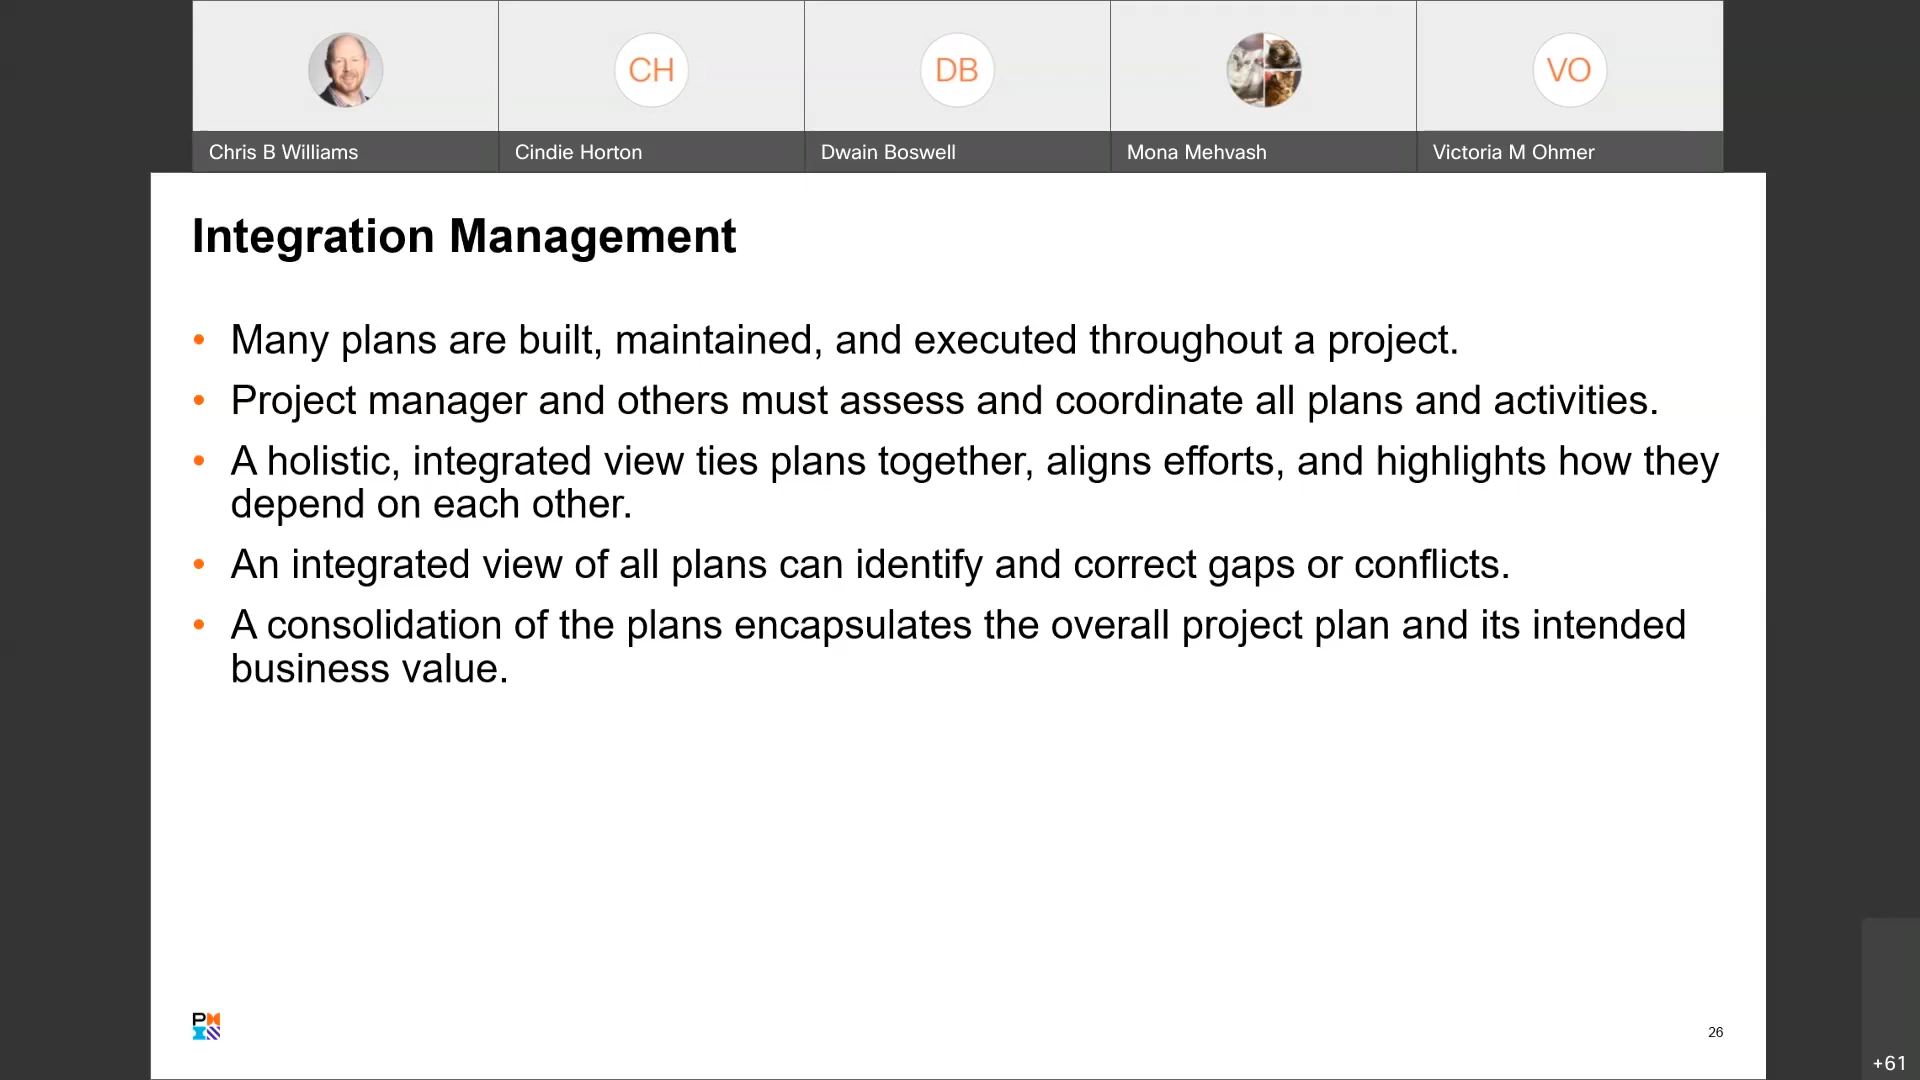 CH
DB
VO
Chris B Williams
Cindie Horton
Dwain Boswell
Mona Mehvash
Victoria M Ohmer
Integration Management
• Many plans are built, maintained, and executed throughout a project.
• Project manager and others must assess and coordinate all plans and activities.
• A holistic, integrated view ties plans together, aligns efforts, and highlights how they
depend on each other.
• An integrated view of all plans can identify and correct gaps or conflicts.
• A consolidation of the plans encapsulates the overall project plan and its intended
business value.
26
+61